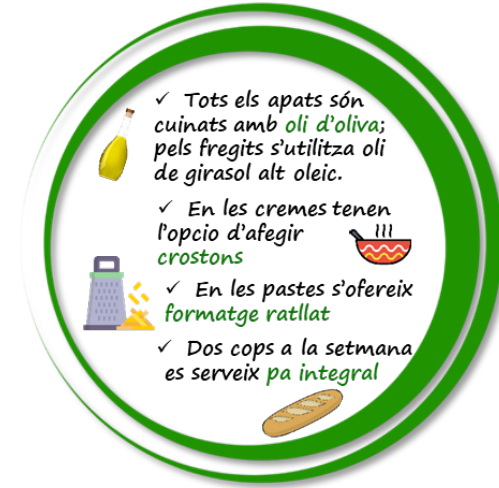 ✓ Tots els apats són
cuinats amb oli d'oliva;
pels fregits s'utilitza oli
de girasol alt oleic.
✓ En les cremes tenen
l'opcio d'afegir
crostons
✓ En les pastes s'ofereix
formatge ratllat
✓ Dos cops a la setmana
es serveix pa integral